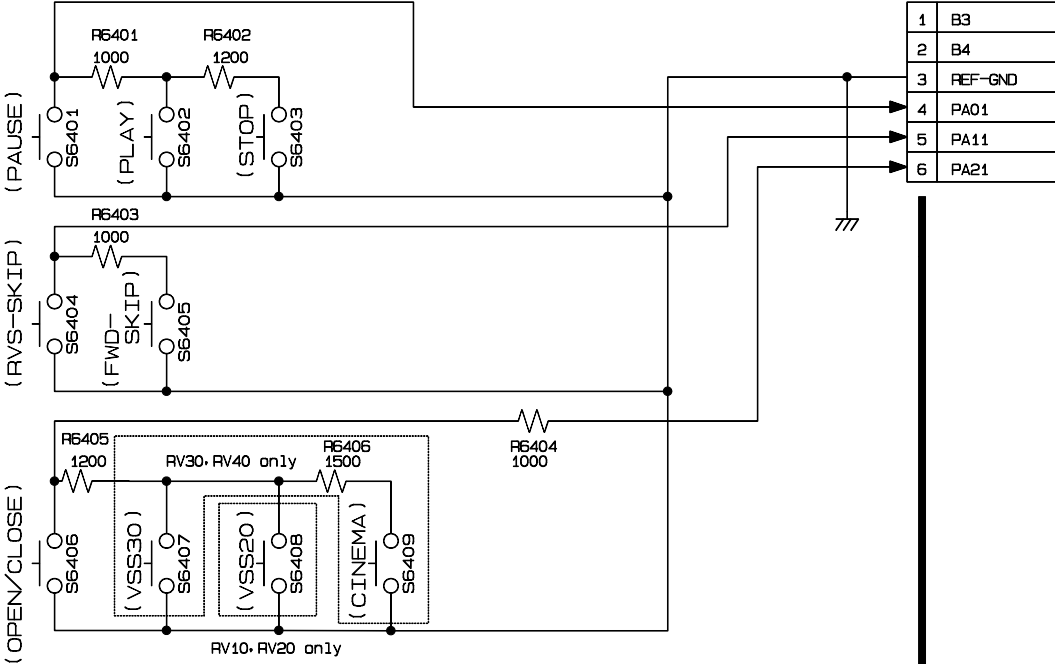 R6401
1000
R6402
1200
(PAUSE)
S6401
(PLAY)
S6402
(STOP)
S6403
1 B3
2 B4
3 REF-GND
4 PA01
5 PA11
6 PA21
R6403
1000
(RVS-SKIP)
S6404
(FWD-
SKIP)
S6405
R6404
1000
R6405
1200
RV30,RV40 only
R6406
1500
(OPEN/CLOSE)
S6406
(VSS30)
S6407
(VSS20)
S6408
(CINEMA)
S6409
RV10,RV20 only